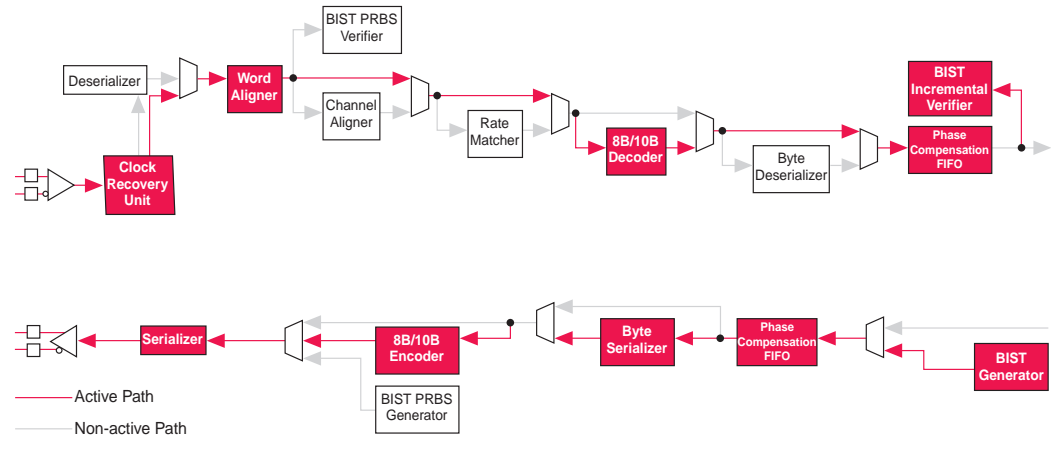 BIST PRBS
Verifier
Deserializer
Word
Aligner
Channel
Aligner
Rate
Matcher
8B/10B
Decoder
Byte
Deserializer
BIST
Incremental
Verifier
Phase
Compensation
FIFO
Clock
Recovery
Unit
Serializer
8B/10B
Encoder
BIST PRBS
Generator
Byte
Serializer
Phase
Compensation
FIFO
BIST
Generator
Active Path
Non-active Path